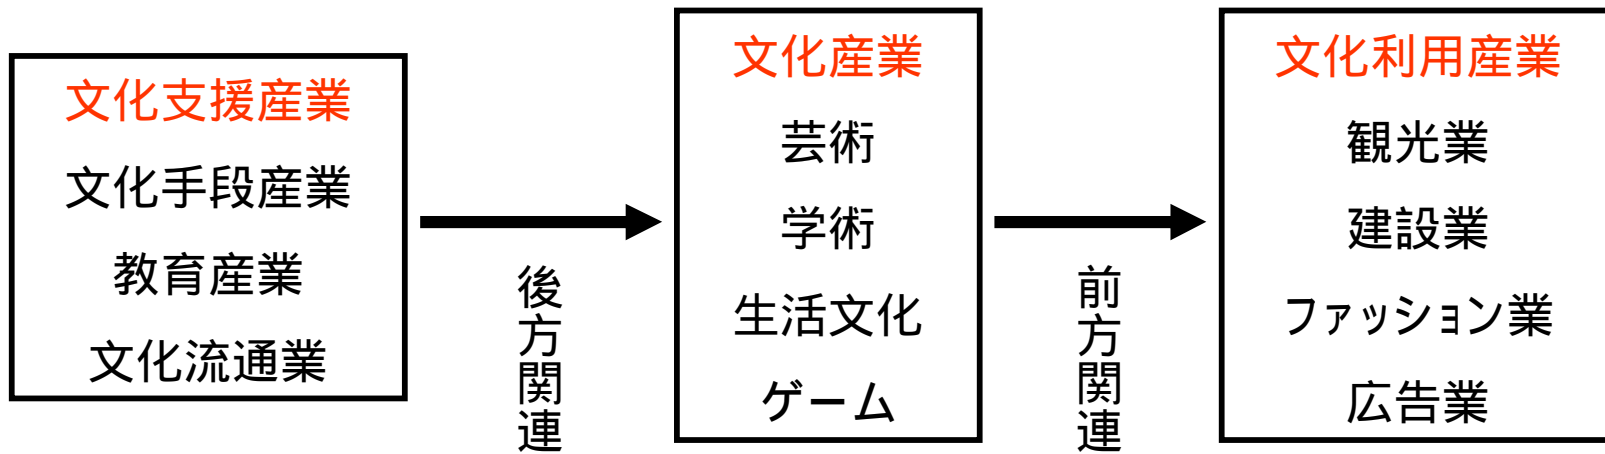 文化支援産業
文化手段産業
教育産業
文化流通業
後方関連
文化産業
芸術
学術
生活文化
ゲーム
前方関連
文化利用産業
観光業
建設業
ファッション業
広告業